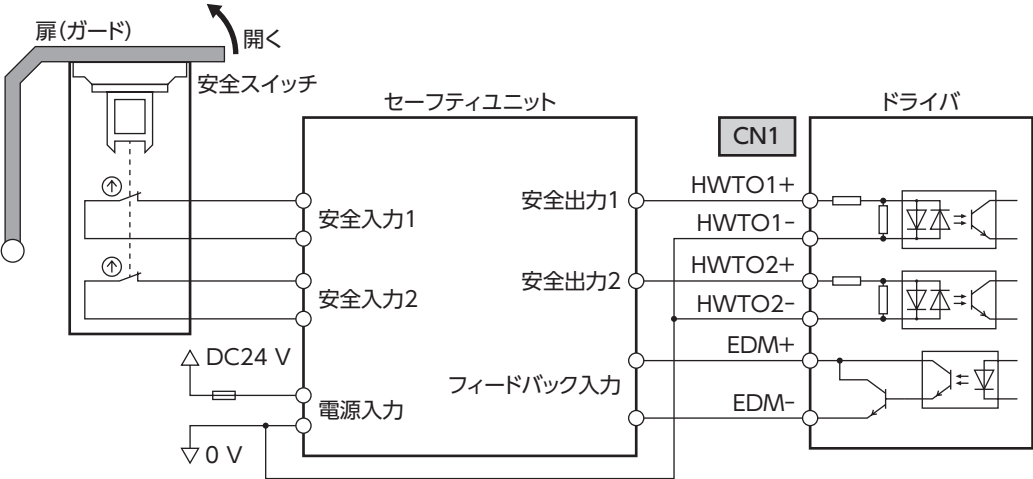 扉（ガード）
開く
安全スイッチ
セーフティユニット
ドライバ
CN1
安全入力1
安全入力2
安全出力1
安全出力2
HWTO1+
HWTO1−
HWTO2+
HWTO2−
EDM+
EDM−
フィードバック入力
DC24 V
電源入力
0 V